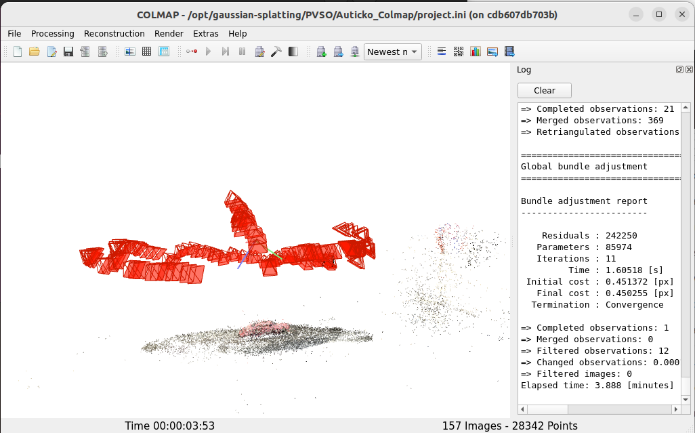 COLMAP - /opt/gaussian-splatting/PVSO/Auticko_Colmap/project.ini (on cdb607db703b)
File Processing Reconstruction Render Extras Help
Newest n
Log
Clear
=> Completed observations: 21
=> Merged observations: 369
=> Retriangulated observations
==============================
Global bundle adjustment
==============================
Bundle adjustment report
------------------------
Residuals : 242250
Parameters : 85974
Iterations : 11
Time : 1.60518 [s]
Initial cost : 0.451372 [px]
Final cost : 0.450255 [px]
Termination : Convergence
=> Completed observations: 1
=> Merged observations: 0
=> Filtered observations: 12
=> Changed observations: 0.000
=> Filtered images: 0
Elapsed time: 3.888 [minutes]
Time 00:00:03:53
157 Images - 28342 Points